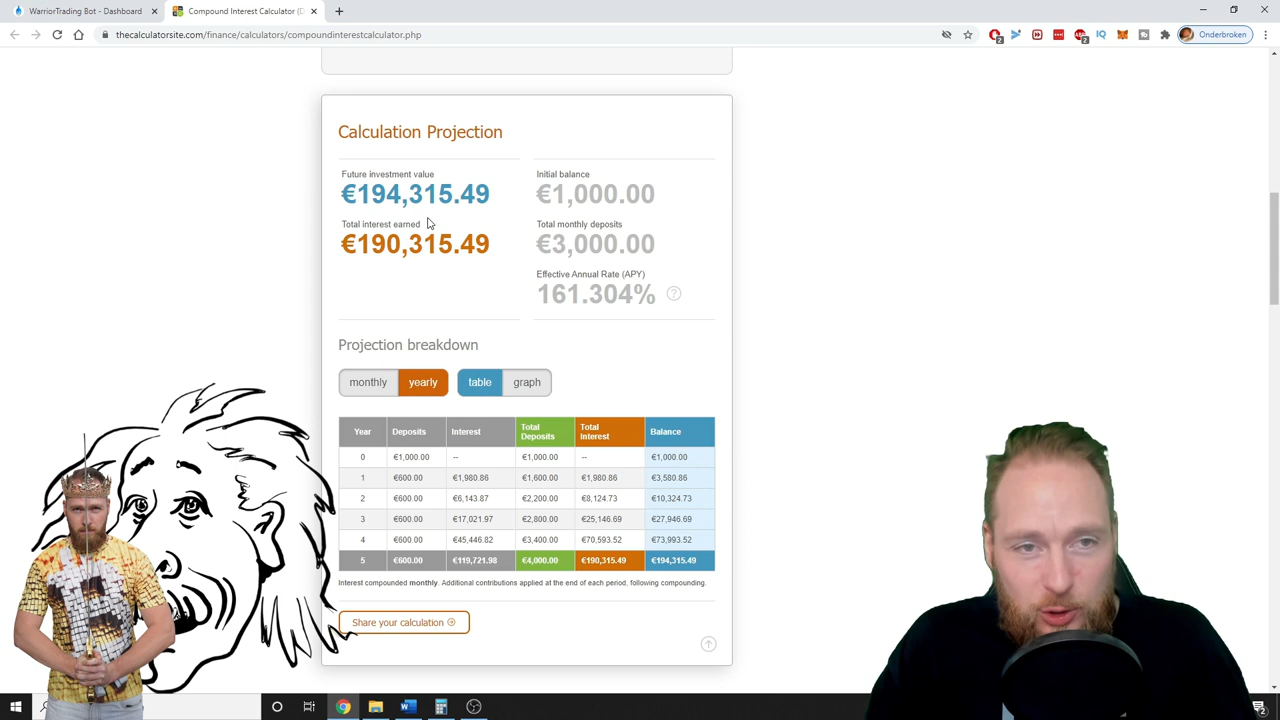 WarriorTrading Bot - Dashboard
Compound Interest Calculator (D
thecalculatorsite.com/finance/calculators/compoundinterestcalculator.php
Onderbroken
Calculation Projection
Future investment value
€194,315.49
Initial balance
€1,000.00
Total interest earned
€190,315.49
Total monthly deposits
€3,000.00
Effective Annual Rate (APY)
161.304%
Projection breakdown
monthly yearly table graph
Year Deposits Interest Total Deposits Total Interest Balance
0 €1,000.00 -- €1,000.00 -- €1,000.00
1 €600.00 €1,980.86 €1,600.00 €1,980.86 €3,580.86
2 €600.00 €6,143.87 €2,200.00 €8,124.73 €10,324.73
3 €600.00 €17,021.97 €2,800.00 €25,146.69 €27,946.69
4 €600.00 €45,446.82 €3,400.00 €70,593.52 €73,993.52
5 €600.00 €119,721.98 €4,000.00 €190,315.49 €194,315.49
Interest compounded monthly. Additional contributions applied at the end of each period, following compounding.
Share your calculation